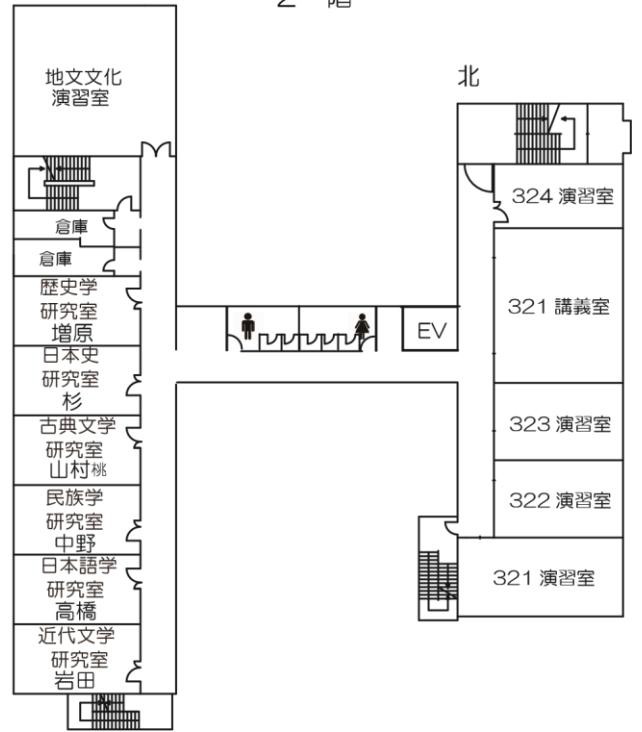 2 階
地文文化
演習室
倉庫
倉庫
歴史学
研究室
増原
日本史
研究室
杉
古典文学
研究室
山村桃
民族学
研究室
中野
日本語学
研究室
高橋
近代文学
研究室
岩田
EV
北
324 演習室
321 講義室
323 演習室
322 演習室
321 演習室